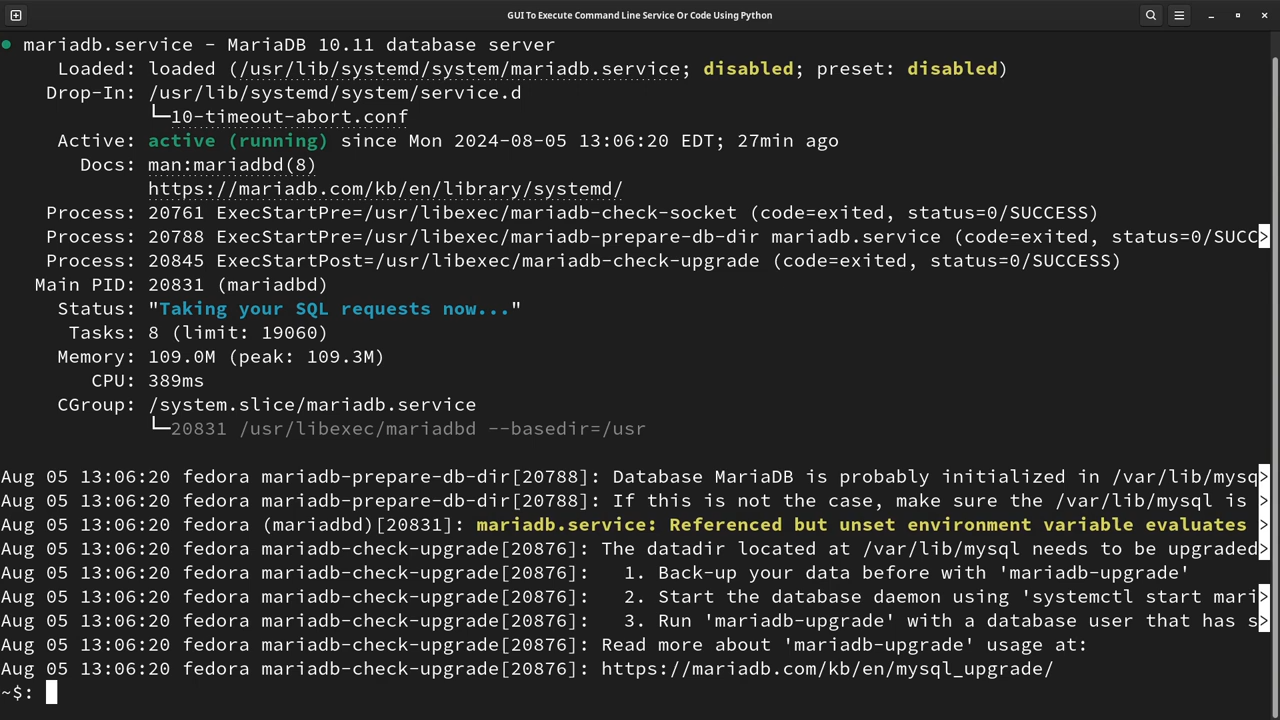 GUI To Execute Command Line Service Or Code Using Python
● mariadb.service - MariaDB 10.11 database server
Loaded: loaded (/usr/lib/systemd/system/mariadb.service; disabled; preset: disabled)
Drop-In: /usr/lib/systemd/system/service.d
└─10-timeout-abort.conf
Active: active (running) since Mon 2024-08-05 13:06:20 EDT; 27min ago
Docs: man:mariadbd(8)
https://mariadb.com/kb/en/library/systemd/
Process: 20761 ExecStartPre=/usr/libexec/mariadb-check-socket (code=exited, status=0/SUCCESS)
Process: 20788 ExecStartPre=/usr/libexec/mariadb-prepare-db-dir mariadb.service (code=exited, status=0/SUCC>
Process: 20845 ExecStartPost=/usr/libexec/mariadb-check-upgrade (code=exited, status=0/SUCCESS)
Main PID: 20831 (mariadbd)
Status: "Taking your SQL requests now..."
Tasks: 8 (limit: 19060)
Memory: 109.0M (peak: 109.3M)
CPU: 389ms
CGroup: /system.slice/mariadb.service
└─20831 /usr/libexec/mariadbd --basedir=/usr
Aug 05 13:06:20 fedora mariadb-prepare-db-dir[20788]: Database MariaDB is probably initialized in /var/lib/mysq>
Aug 05 13:06:20 fedora mariadb-prepare-db-dir[20788]: If this is not the case, make sure the /var/lib/mysql is >
Aug 05 13:06:20 fedora (mariadbd)[20831]: mariadb.service: Referenced but unset environment variable evaluates >
Aug 05 13:06:20 fedora mariadb-check-upgrade[20876]: The datadir located at /var/lib/mysql needs to be upgraded>
Aug 05 13:06:20 fedora mariadb-check-upgrade[20876]:   1. Back-up your data before with 'mariadb-upgrade'
Aug 05 13:06:20 fedora mariadb-check-upgrade[20876]:   2. Start the database daemon using 'systemctl start mari>
Aug 05 13:06:20 fedora mariadb-check-upgrade[20876]:   3. Run 'mariadb-upgrade' with a database user that has s>
Aug 05 13:06:20 fedora mariadb-check-upgrade[20876]: Read more about 'mariadb-upgrade' usage at:
Aug 05 13:06:20 fedora mariadb-check-upgrade[20876]: https://mariadb.com/kb/en/mysql_upgrade/
~$: